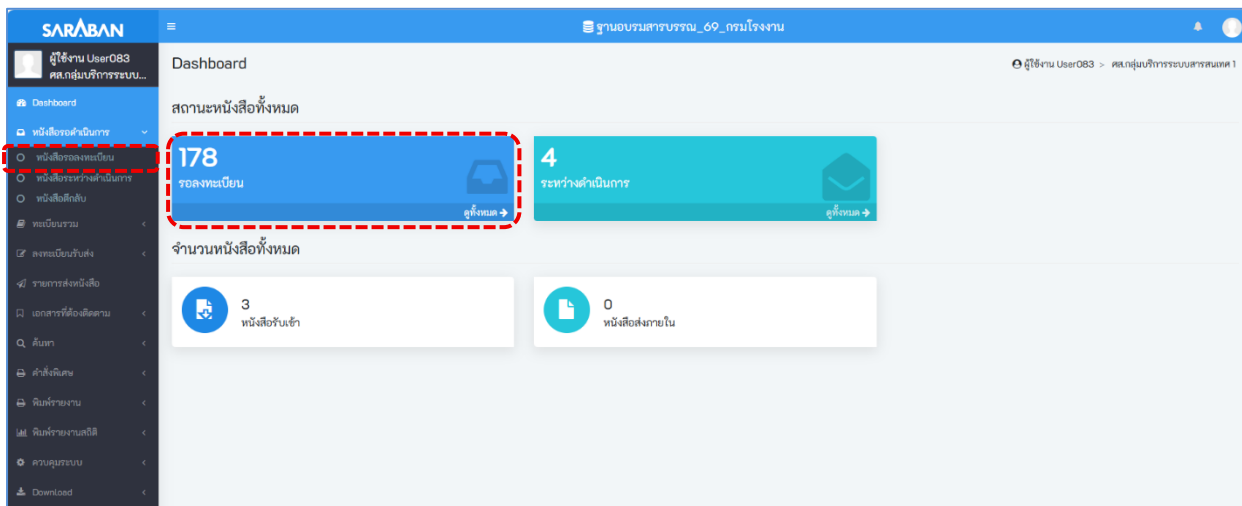 SARABAN
ฐานอบรมสารบรรณ_69_กรมโรงงาน
ผู้ใช้งาน User083
ศส.กลุ่มบริการระบบ...
Dashboard
ผู้ใช้งาน User083 > ศส.กลุ่มบริการระบบสารสนเทศ 1
Dashboard
หนังสือรอดำเนินการ
หนังสือรอลงทะเบียน
หนังสือระหว่างดำเนินการ
หนังสือตีกลับ
ทะเบียนรวม
ลงทะเบียนรับส่ง
รายการส่งหนังสือ
เอกสารที่ต้องติดตาม
ค้นหา
คำสั่งพิเศษ
พิมพ์รายงาน
พิมพ์รายงานสถิติ
ควบคุมระบบ
Download
สถานะหนังสือทั้งหมด
178
รอลงทะเบียน
ดูทั้งหมด
4
ระหว่างดำเนินการ
ดูทั้งหมด
จำนวนหนังสือทั้งหมด
3
หนังสือรับเข้า
0
หนังสือส่งภายใน